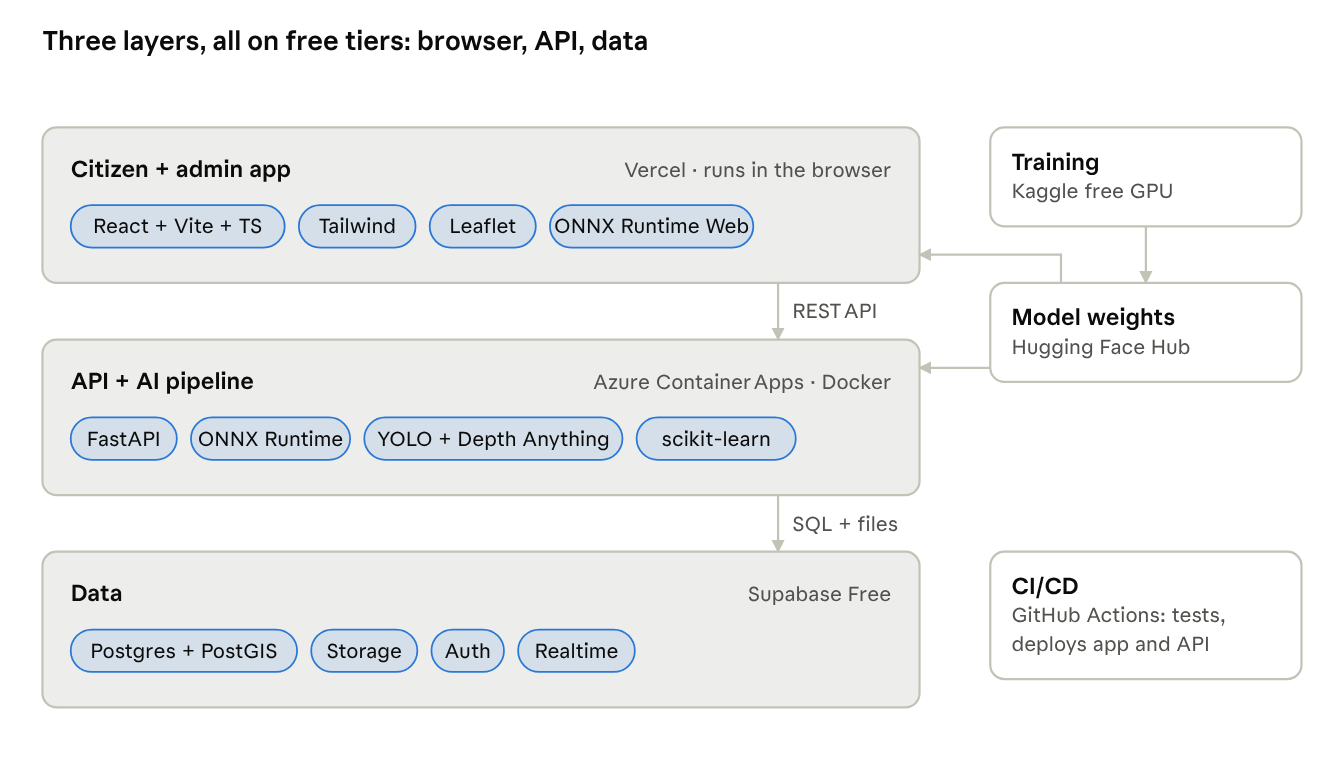 Three layers, all on free tiers: browser, API, data
Citizen + admin app
Vercel · runs in the browser
React + Vite + TS
Tailwind
Leaflet
ONNX Runtime Web
Training
Kaggle free GPU
REST API
Model weights
Hugging Face Hub
API + AI pipeline
Azure Container Apps · Docker
FastAPI
ONNX Runtime
YOLO + Depth Anything
scikit-learn
SQL + files
Data
Supabase Free
Postgres + PostGIS
Storage
Auth
Realtime
CI/CD
GitHub Actions: tests,
deploys app and API